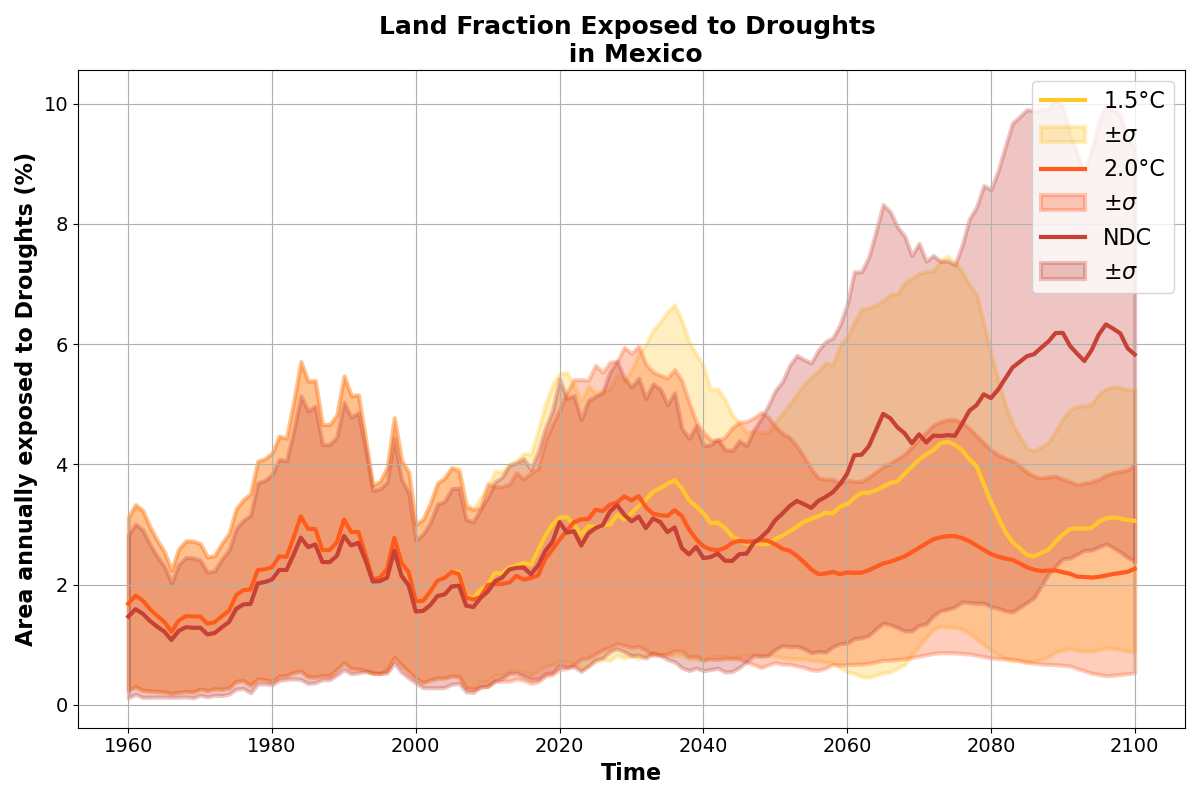 Land Fraction Exposed to Droughts
in Mexico
Area annually exposed to Droughts (%)
10
8
6
4
2
0
1.5°C
±σ
2.0°C
±σ
NDC
±σ
1960
1980
2000
2020
2040
2060
2080
2100
Time